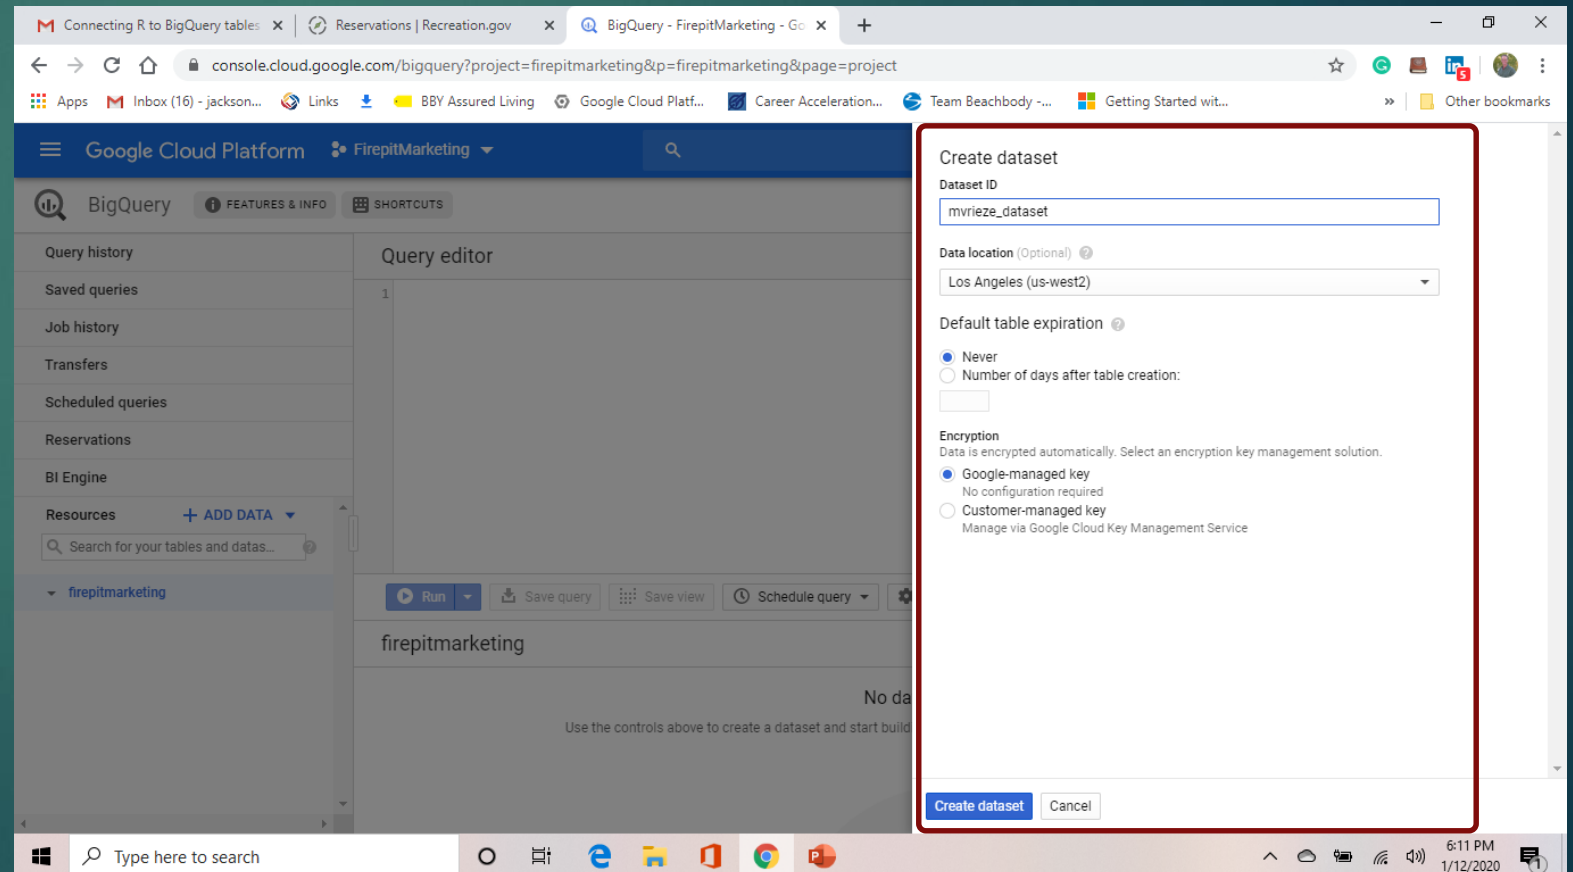 Connecting R to BigQuery tables
Reservations | Recreation.gov
BigQuery - FirepitMarketing - Go
console.cloud.google.com/bigquery?project=firepitmarketing&p=firepitmarketing&page=project
Apps
Inbox (16) - jackson...
Links
BBY Assured Living
Google Cloud Platf...
Career Acceleration...
Team Beachbody -...
Getting Started wit...
»
Other bookmarks
Google Cloud Platform
FirepitMarketing
BigQuery
FEATURES & INFO
SHORTCUTS
Query history
Saved queries
Job history
Transfers
Scheduled queries
Reservations
BI Engine
Resources
+ ADD DATA
Search for your tables and datas...
firepitmarketing
Query editor
1
Run
Save query
Save view
Schedule query
firepitmarketing
No da
Use the controls above to create a dataset and start build
Create dataset
Dataset ID
mvrieze_dataset
Data location (Optional)
Los Angeles (us-west2)
Default table expiration
Never
Number of days after table creation:
Encryption
Data is encrypted automatically. Select an encryption key management solution.
Google-managed key
No configuration required
Customer-managed key
Manage via Google Cloud Key Management Service
Create dataset
Cancel
Type here to search
6:11 PM
1/12/2020